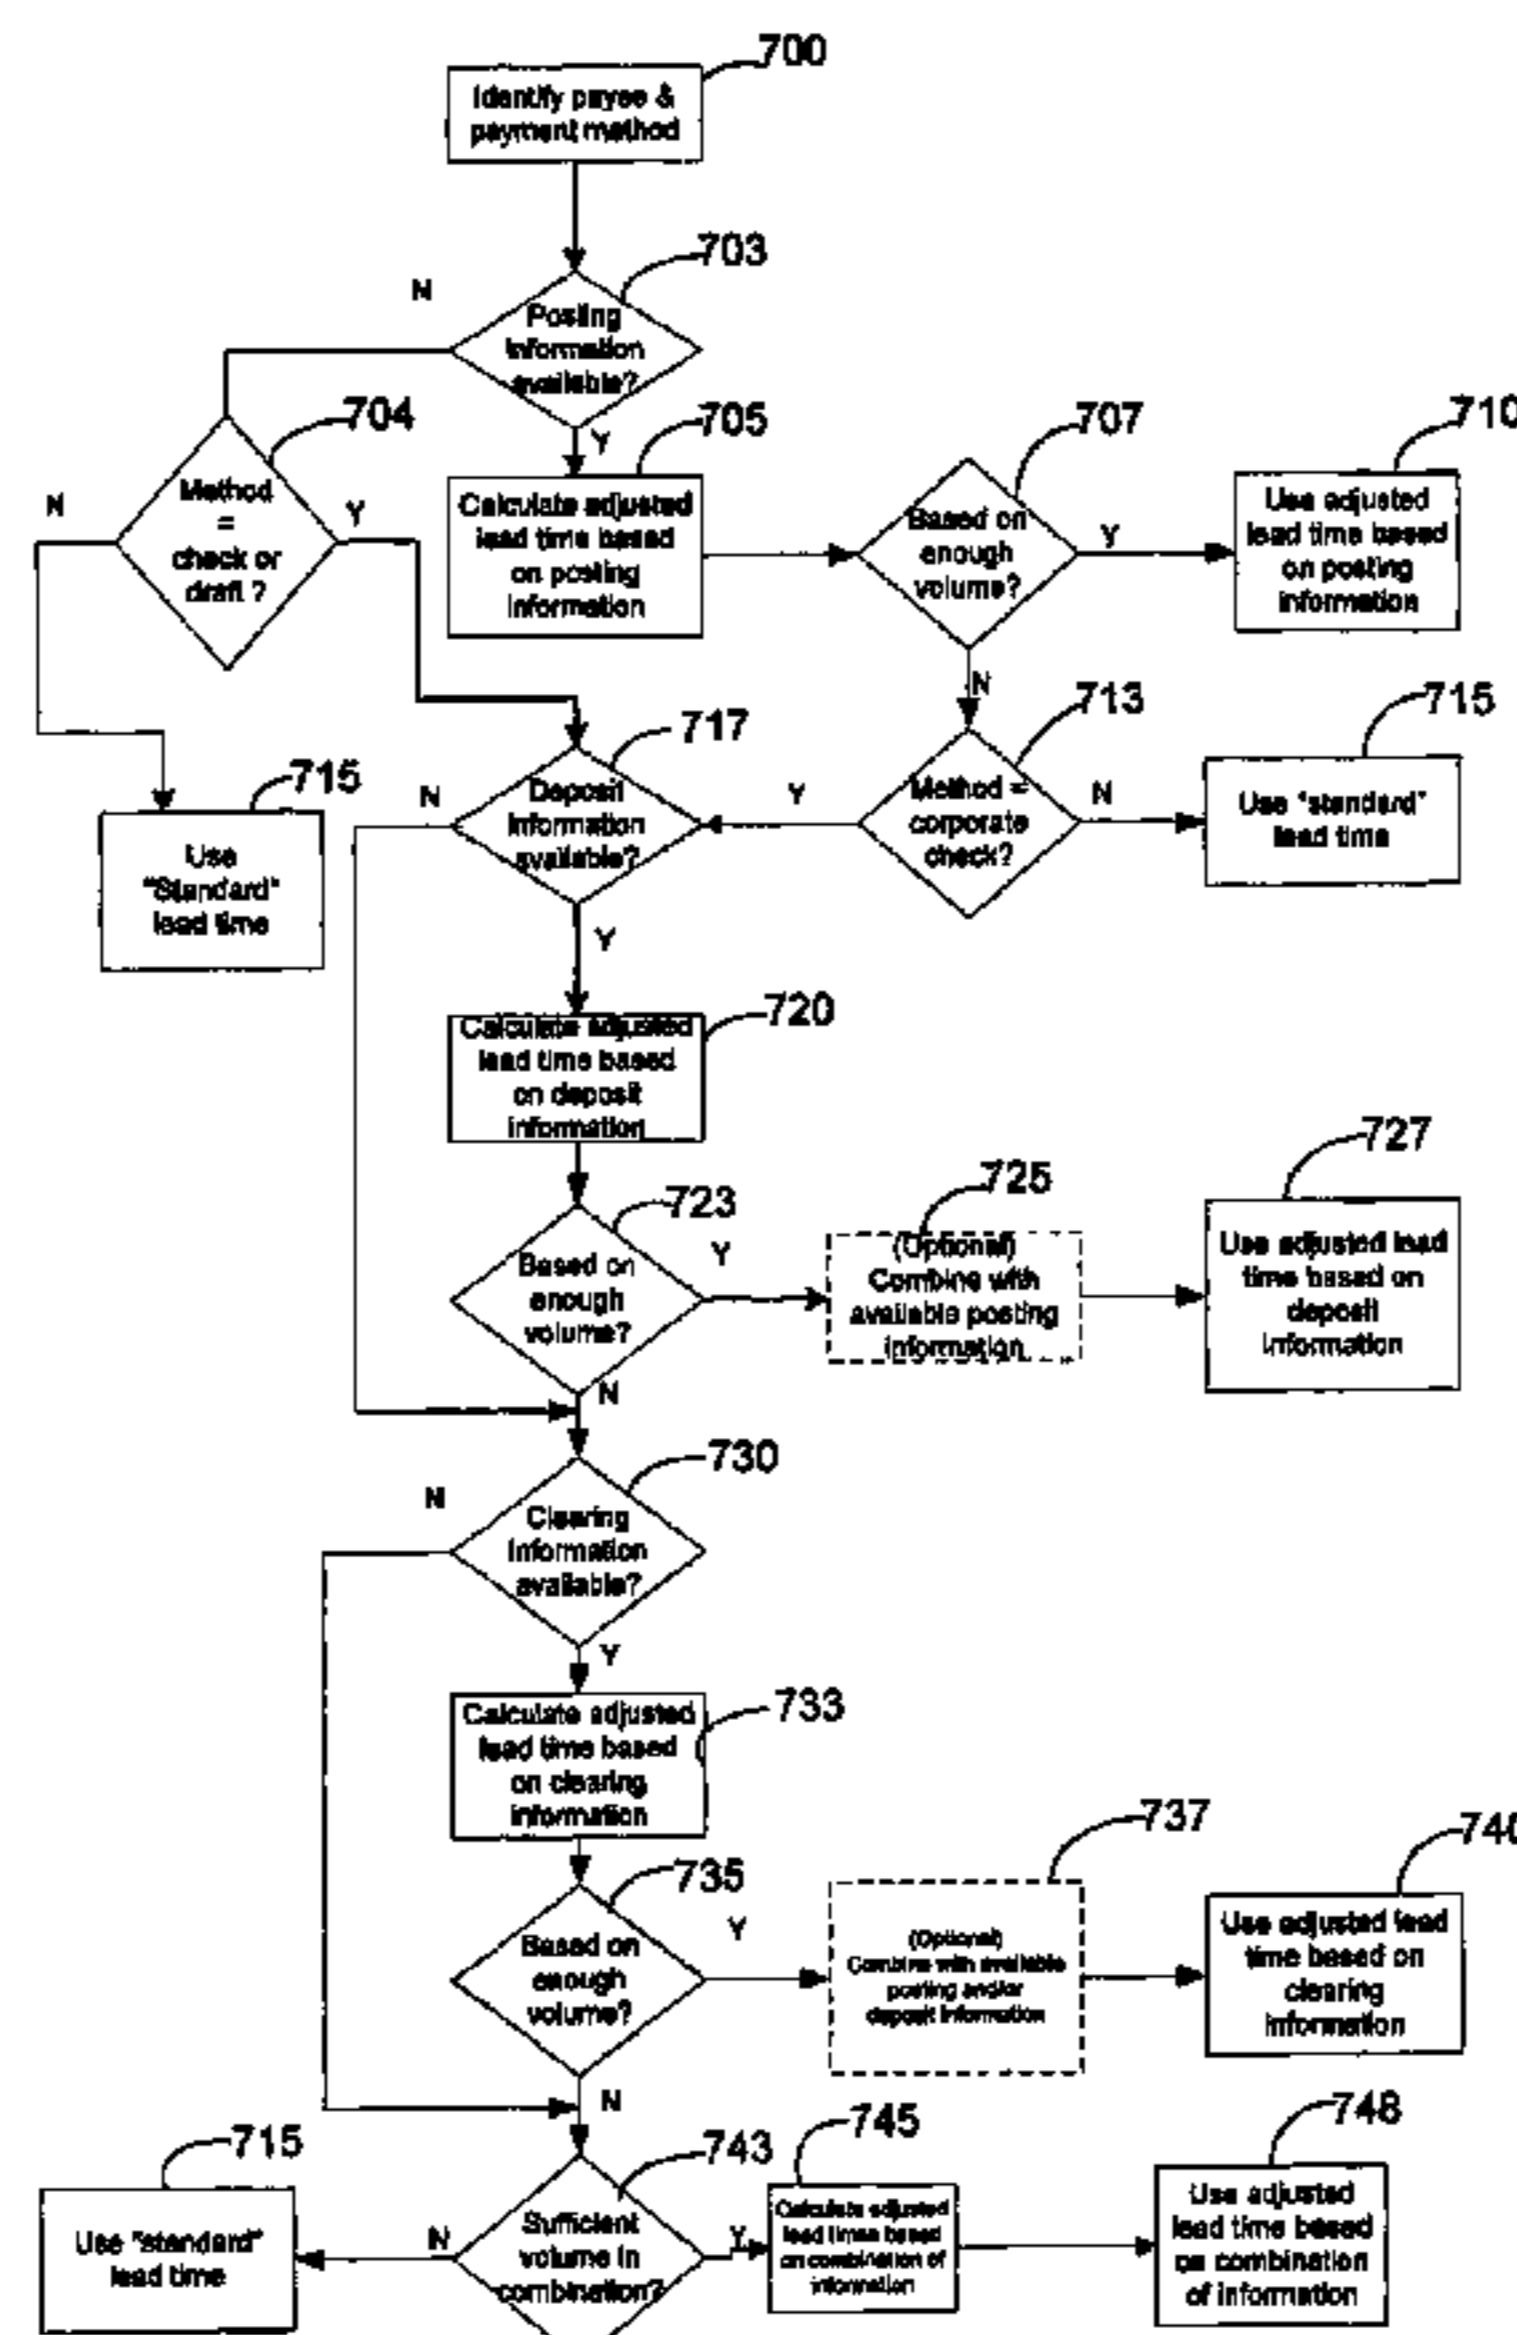 700
Identify payee &
payment method
703
N
Posting
information
available?
Y
704
Method
=
check or
draft ?
N
Y
705
Calculate adjusted
lead time based
on posting
information
707
Based on
enough
volume?
Y
N
710
Use adjusted
lead time based
on posting
information
713
Method =
corporate
check?
Y
N
715
Use "standard"
lead time
717
Deposit
information
available?
N
Y
715
Use
"Standard"
lead time
720
Calculate adjusted
lead time based
on deposit
information
723
Based on
enough
volume?
Y
N
725
(Optional)
Combine with
available posting
information
727
Use adjusted lead
time based on
deposit
information
730
Clearing
information
available?
N
Y
733
Calculate adjusted
lead time based
on clearing
information
735
Based on
enough
volume?
Y
N
737
(Optional)
Combine with available
posting and/or
deposit information
740
Use adjusted lead
time based on
clearing
information
743
Sufficient
volume in
combination?
N
Y
715
Use "standard"
lead time
745
Calculate adjusted
lead times based
on combination of
information
748
Use adjusted
lead time based
on combination
of information